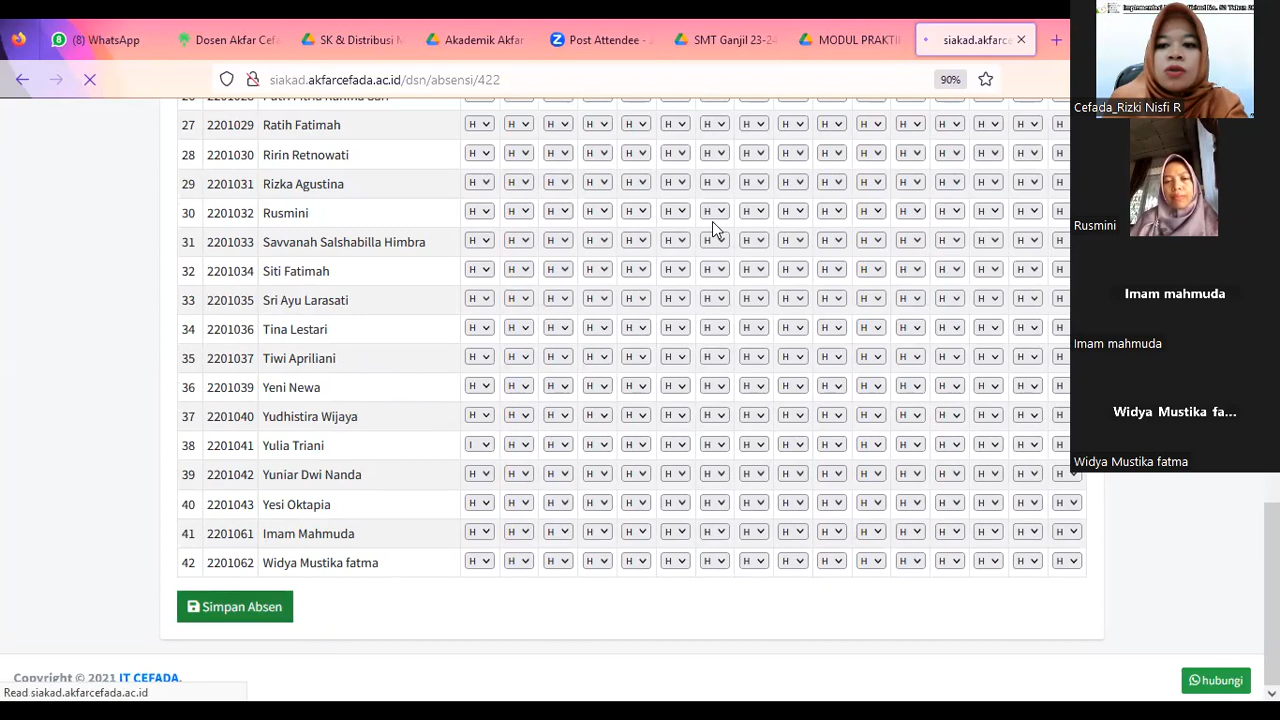 (8) WhatsApp
Dosen Akfar Cef
SK & Distribusi M
Akademik Akfar
Post Attendee -
SMT Ganjil 23-24
MODUL PRAKTI
siakad.akfarce
siakad.akfarcefada.ac.id/dsn/absensi/422
90%
27 2201029 Ratih Fatimah H H H H H H H H H H H H H H H H
28 2201030 Ririn Retnowati H H H H H H H H H H H H H H H H
29 2201031 Rizka Agustina H H H H H H H H H H H H H H H H
30 2201032 Rusmini H H H H H H H H H H H H H H H H
31 2201033 Savvanah Salshabilla Himbra H H H H H H H H H H H H H H H H
32 2201034 Siti Fatimah H H H H H H H H H H H H H H H H
33 2201035 Sri Ayu Larasati H H H H H H H H H H H H H H H H
34 2201036 Tina Lestari H H H H H H H H H H H H H H H H
35 2201037 Tiwi Apriliani H H H H H H H H H H H H H H H H
36 2201039 Yeni Newa H H H H H H H H H H H H H H H H
37 2201040 Yudhistira Wijaya H H H H H H H H H H H H H H H H
38 2201041 Yulia Triani I H H H H H H H H H H H H H H H
39 2201042 Yuniar Dwi Nanda H H H H H H H H H H H H H H H
40 2201043 Yesi Oktapia H H H H H H H H H H H H H H H H
41 2201061 Imam Mahmuda H H H H H H H H H H H H H H H H
42 2201062 Widya Mustika fatma H H H H H H H H H H H H H H H H
Simpan Absen
Copyright © 2021 IT CEFADA.
Read siakad.akfarcefada.ac.id
hubungi
Cefada_Rizki Nisfi R
Rusmini
Imam mahmuda
Imam mahmuda
Widya Mustika fa...
Widya Mustika fatma